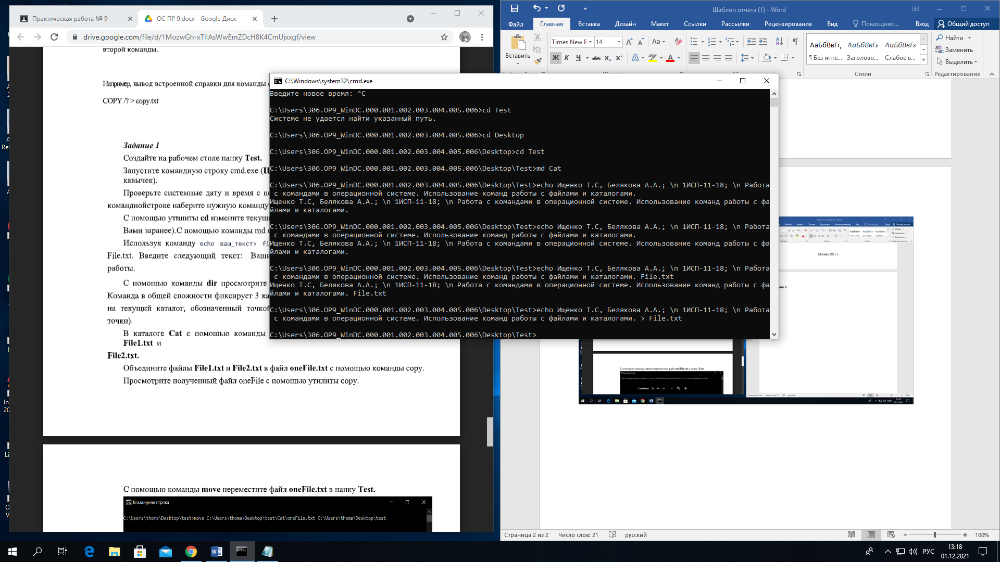 Практическая работа № 9
ОС ПР 9.docx - Google Диск
drive.google.com/file/d/1MozwGh-xTIIAsWwEmZDcH8K4CmUjxxgf/view
второй команды.
Например, вывод встроенной справки для команды
COPY /? > copy.txt
Задание 1
Создайте на рабочем столе папку Test.
Запустите командную строку cmd.exe
кавычек).
Проверьте системные дату и время с
команднойстроке наберите нужную команду
С помощью утилиты cd измените
Вами заранее).С помощью команды md
Используя команду echo ваш_текст>
File.txt. Введите следующий текст:
работы.
С помощью команды dir просмотрите
Команда в общей сложности фиксирует 3
на текущий каталог, обозначенный точкой
точки).
В каталоге Cat с помощью команды
File1.txt и
File2.txt.
Объедините файлы File1.txt и File2.txt в файл oneFile.txt с помощью команды copy.
Просмотрите полученный файл oneFile с помощью утилиты copy.
С помощью команды move переместите файл oneFile.txt в папку Test.
Командная строка
C:\Users\thoma\Desktop\test>move C:\Users\thoma\Desktop\test\Cat\oneFile.txt C:\Users\thoma\Desktop\test
C:\Windows\system32\cmd.exe
Введите новое время: ^C
C:\Users\306.OP9_WinDC.000.001.002.003.004.005.006>cd Test
Системе не удается найти указанный путь.
C:\Users\306.OP9_WinDC.000.001.002.003.004.005.006>cd Desktop
C:\Users\306.OP9_WinDC.000.001.002.003.004.005.006\Desktop>cd Test
C:\Users\306.OP9_WinDC.000.001.002.003.004.005.006\Desktop\Test>md Cat
C:\Users\306.OP9_WinDC.000.001.002.003.004.005.006\Desktop\Test>echo Ищенко Т.С, Белякова А.А.; \n 1ИСП-11-18; \n Работа
с командами в операционной системе. Использование команд работы с файлами и каталогами.
Ищенко Т.С, Белякова А.А.; \n 1ИСП-11-18; \n Работа с командами в операционной системе. Использование команд работы с фа
йлами и каталогами.
C:\Users\306.OP9_WinDC.000.001.002.003.004.005.006\Desktop\Test>echo Ищенко Т.С, Белякова А.А.; \n 1ИСП-11-18; \n Работа
с командами в операционной системе. Использование команд работы с файлами и каталогами.
Ищенко Т.С, Белякова А.А.; \n 1ИСП-11-18; \n Работа с командами в операционной системе. Использование команд работы с фа
йлами и каталогами.
C:\Users\306.OP9_WinDC.000.001.002.003.004.005.006\Desktop\Test>echo Ищенко Т.С, Белякова А.А.; \n 1ИСП-11-18; \n Работа
с командами в операционной системе. Использование команд работы с файлами и каталогами. File.txt
Ищенко Т.С, Белякова А.А.; \n 1ИСП-11-18; \n Работа с командами в операционной системе. Использование команд работы с фа
йлами и каталогами. File.txt
C:\Users\306.OP9_WinDC.000.001.002.003.004.005.006\Desktop\Test>echo Ищенко Т.С, Белякова А.А.; \n 1ИСП-11-18; \n Работа
с командами в операционной системе. Использование команд работы с файлами и каталогами. > File.txt
C:\Users\306.OP9_WinDC.000.001.002.003.004.005.006\Desktop\Test>
Шаблон отчета (1) - Word
Файл Главная Вставка Дизайн Макет Ссылки Рассылки Рецензирование Вид Помощник... Вход Общий доступ
Вставить
Times New R 14
Ж К Ч abc x₂ x²
АаБбВвГг, АаБбВвГг АаБбВвГг
¶ Без инте... Заголово... Слабое в...
Стили
Найти
Заменить
Выделить
Редактирование
Москва 2021 г.
С помощью команды move переместите файл oneFile.txt в папку Test.
Страница 2 из 2 Число слов: 21 русский 100%
РУС
13:18
01.12.2021